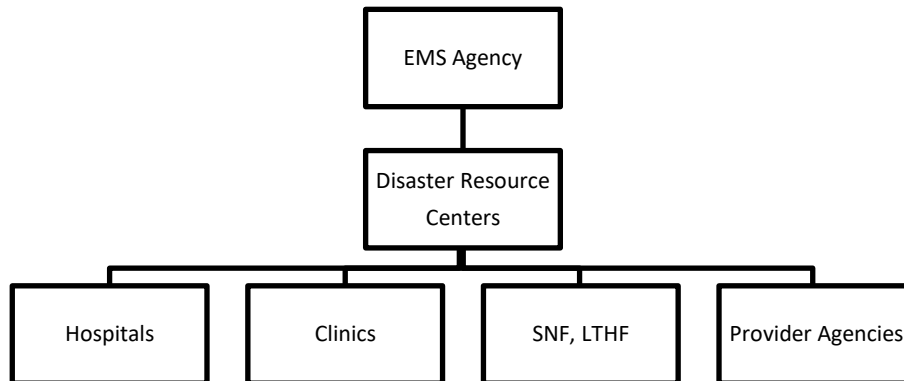 EMS Agency
Disaster Resource
Centers
Hospitals
Clinics
SNF, LTHF
Provider Agencies